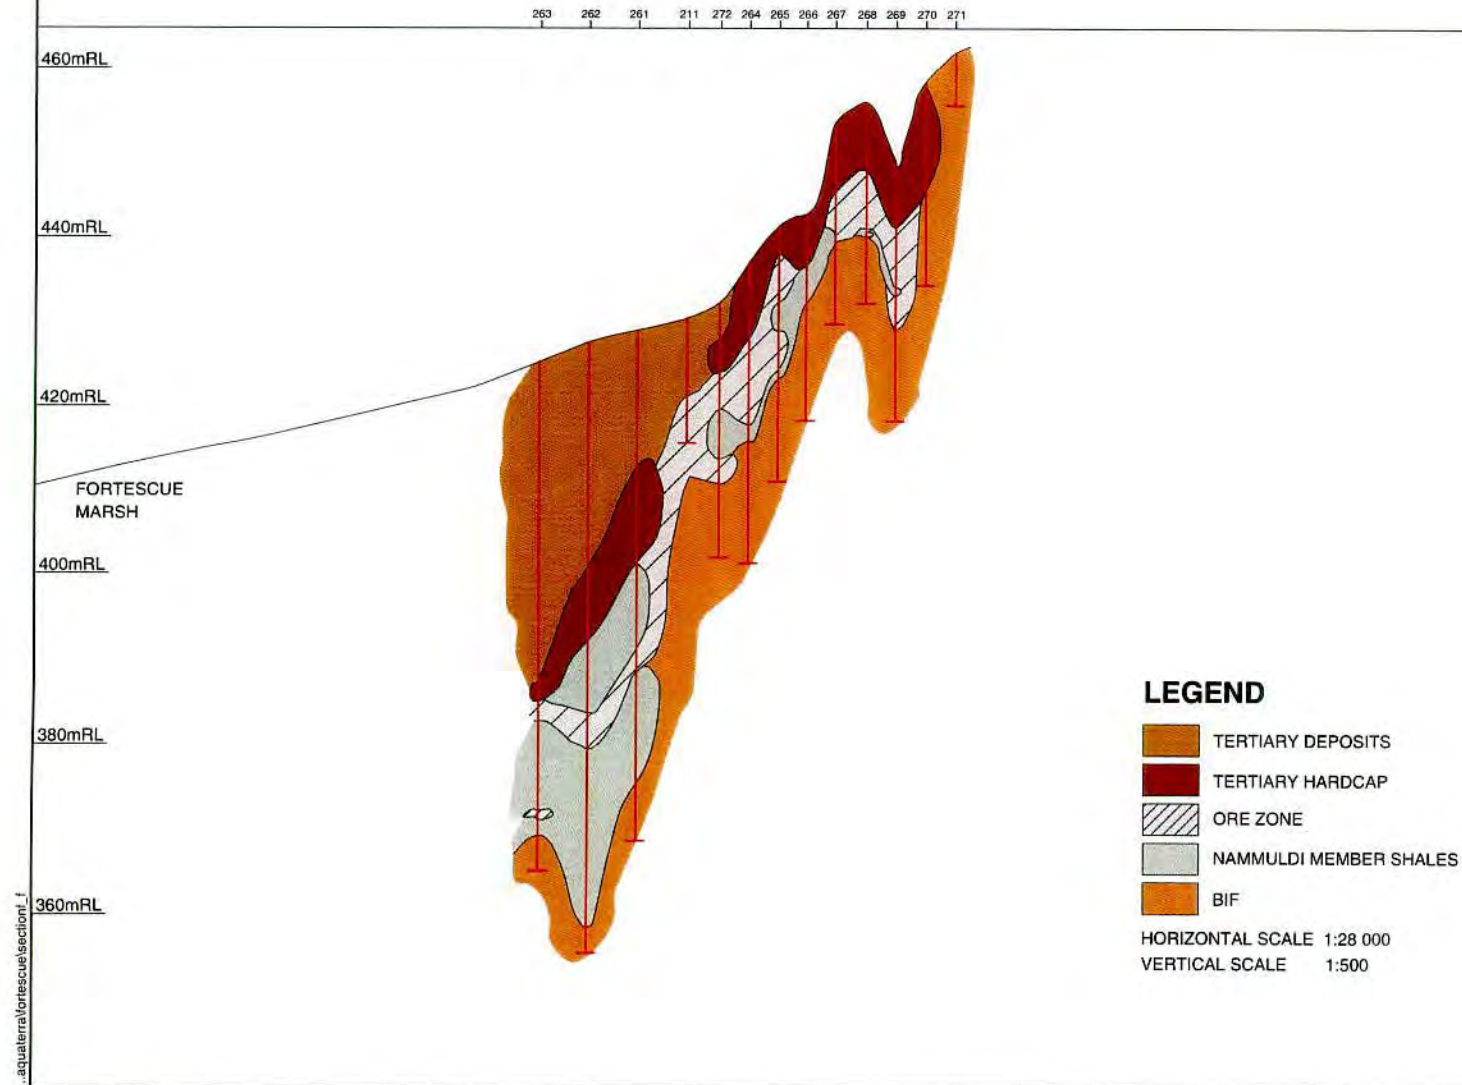 263 262 261 211 272 264 265 266 267 268 269 270 271
460mRL
440mRL
420mRL
FORTESCUE
MARSH
400mRL
380mRL
360mRL
LEGEND
TERTIARY DEPOSITS
TERTIARY HARDCAP
ORE ZONE
NAMMULDI MEMBER SHALES
BIF
HORIZONTAL SCALE 1:28 000
VERTICAL SCALE 1:500